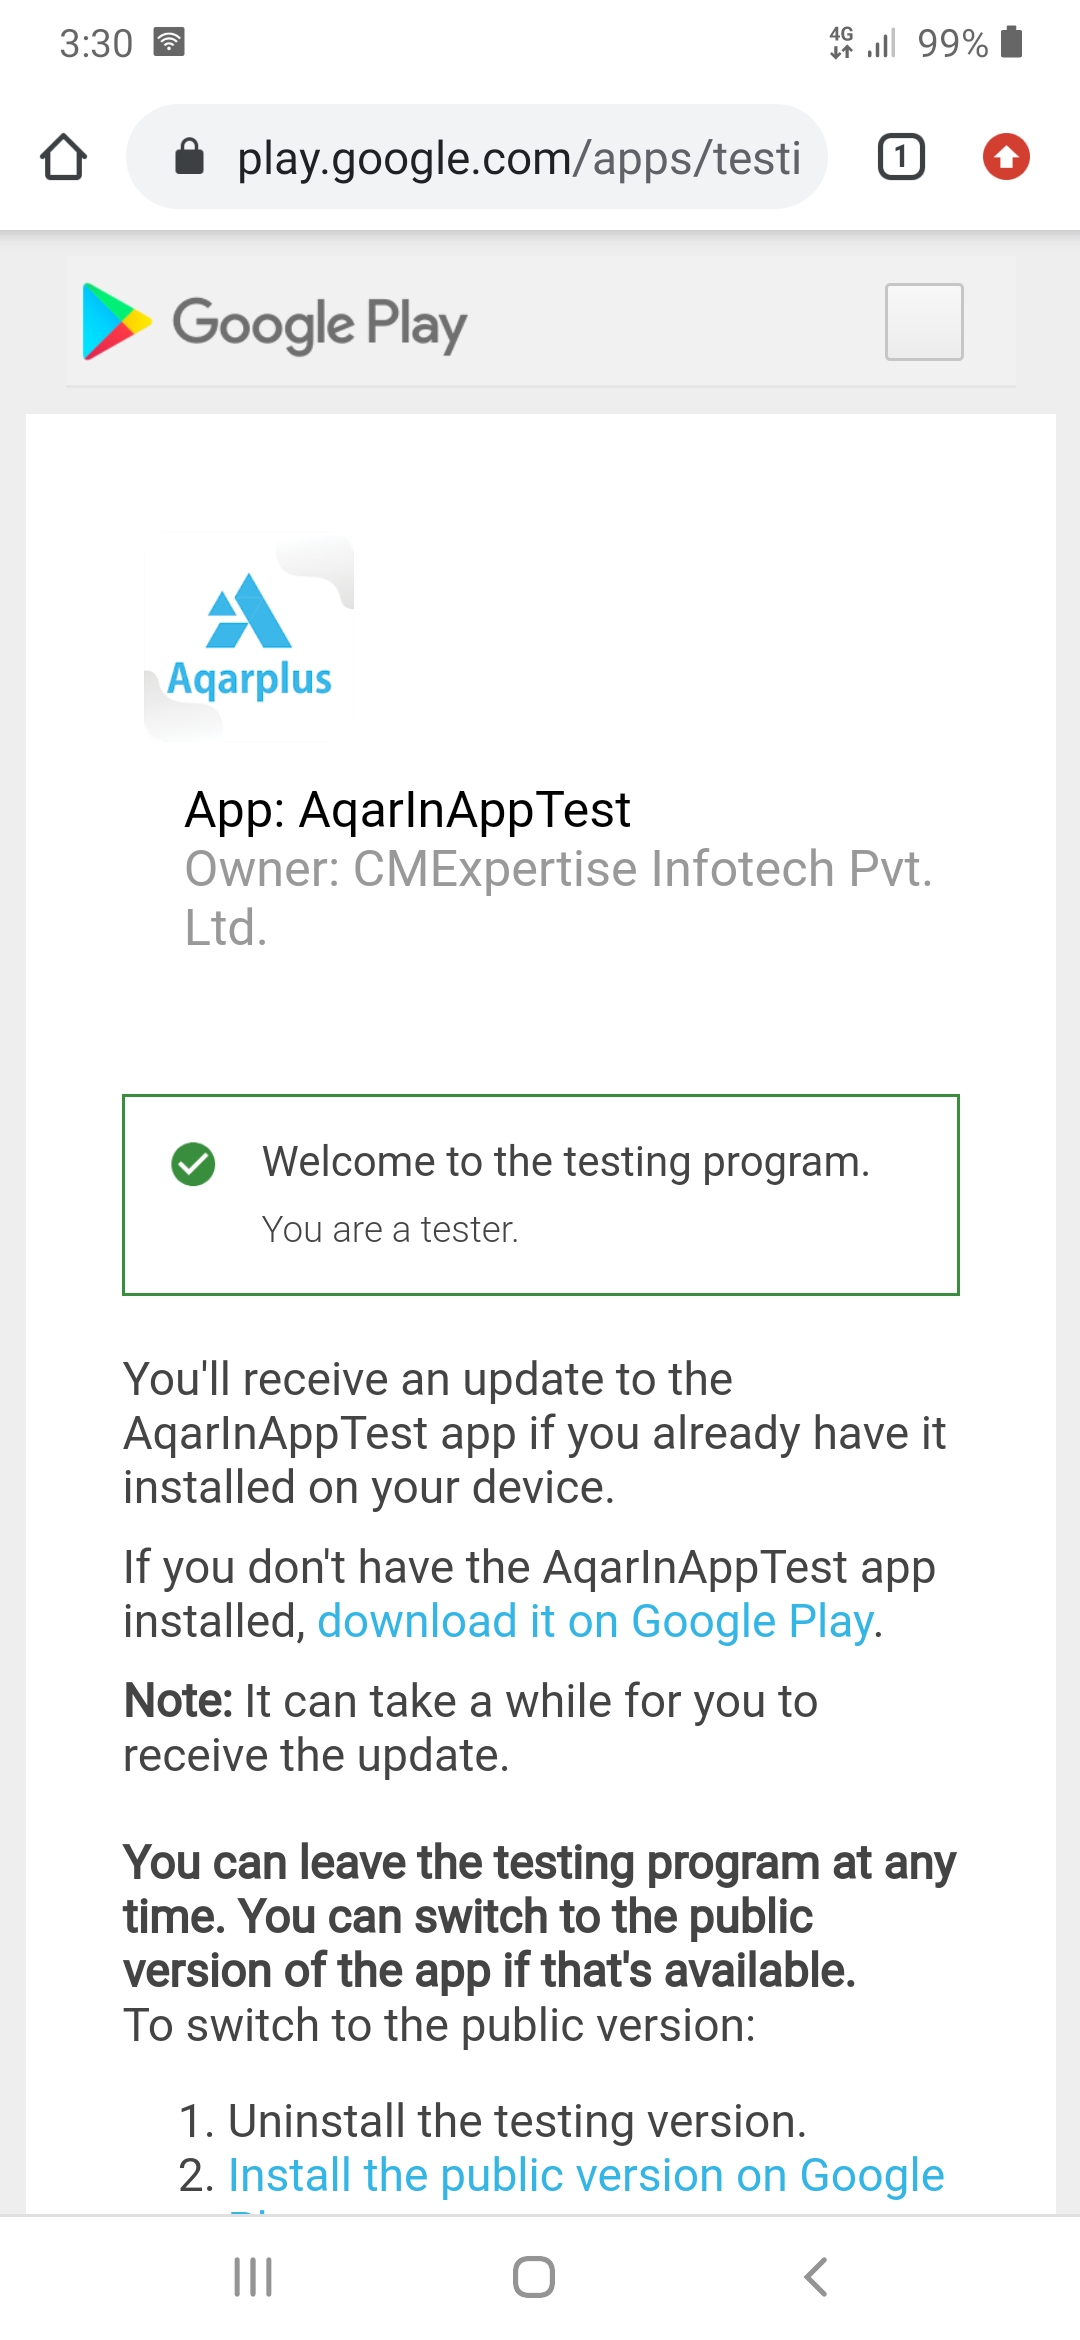 3:30
4G 99%
play.google.com/apps/testi
1
Google Play
Aqarplus
App: AqarInAppTest
Owner: CMExpertise Infotech Pvt.
Ltd.
Welcome to the testing program.
You are a tester.
You'll receive an update to the
AqarInAppTest app if you already have it
installed on your device.
If you don't have the AqarInAppTest app
installed, download it on Google Play.
Note: It can take a while for you to
receive the update.
You can leave the testing program at any
time. You can switch to the public
version of the app if that's available.
To switch to the public version:
1. Uninstall the testing version.
2. Install the public version on Google